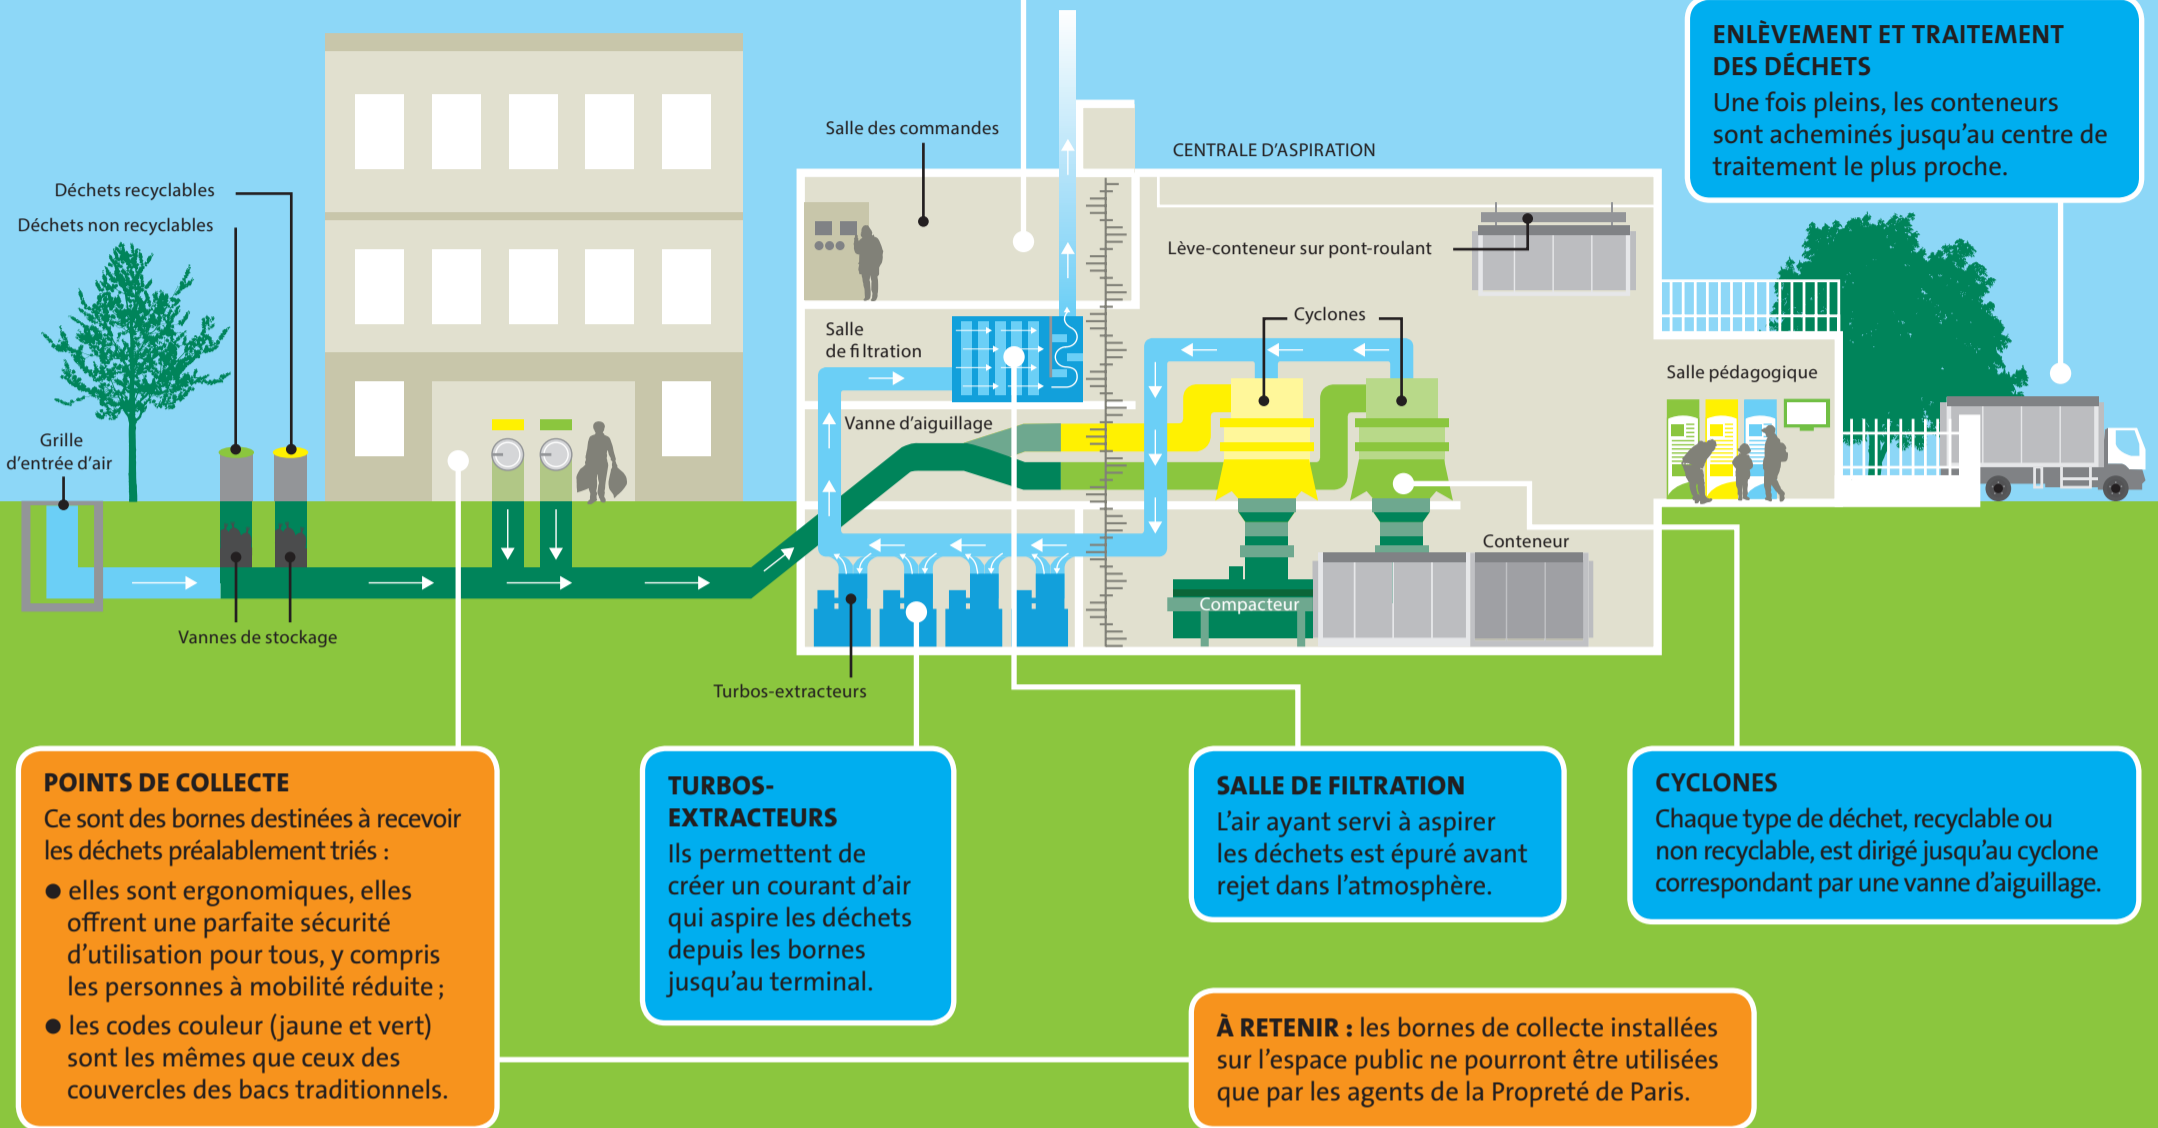 ENLÈVEMENT ET TRAITEMENT
DES DÉCHETS
Une fois pleins, les conteneurs
sont acheminés jusqu'au centre de
traitement le plus proche.
Salle des commandes
CENTRALE D'ASPIRATION
Déchets recyclables
Déchets non recyclables
Lève-conteneur sur pont-roulant
Cyclones
Salle
de filtration
Salle pédagogique
Vanne d'aiguillage
Grille
d'entrée d'air
Conteneur
Compacteur
Vannes de stockage
Turbos-extracteurs
POINTS DE COLLECTE
Ce sont des bornes destinées à recevoir
les déchets préalablement triés :
● elles sont ergonomiques, elles
offrent une parfaite sécurité
d'utilisation pour tous, y compris
les personnes à mobilité réduite ;
● les codes couleur (jaune et vert)
sont les mêmes que ceux des
couvercles des bacs traditionnels.
TURBOS-
EXTRACTEURS
Ils permettent de
créer un courant d'air
qui aspire les déchets
depuis les bornes
jusqu'au terminal.
SALLE DE FILTRATION
L'air ayant servi à aspirer
les déchets est épuré avant
rejet dans l'atmosphère.
CYCLONES
Chaque type de déchet, recyclable ou
non recyclable, est dirigé jusqu'au cyclone
correspondant par une vanne d'aiguillage.
À RETENIR : les bornes de collecte installées
sur l'espace public ne pourront être utilisées
que par les agents de la Propreté de Paris.